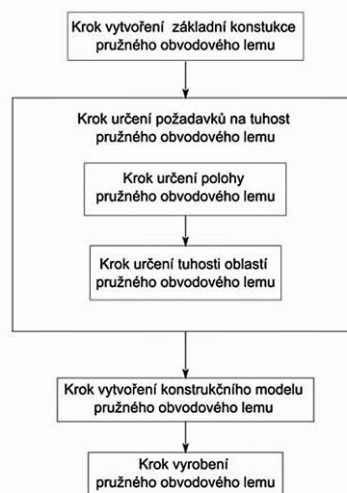 Krok vytvoření základní konstukce
pružného obvodového lemu
Krok určení požadavků na tuhost
pružného obvodového lemu
Krok určení polohy
pružného obvodového lemu
Krok určení tuhosti oblastí
pružného obvodového lemu
Krok vytvoření konstrukčního modelu
pružného obvodového lemu
Krok vyrobení
pružného obvodového lemu